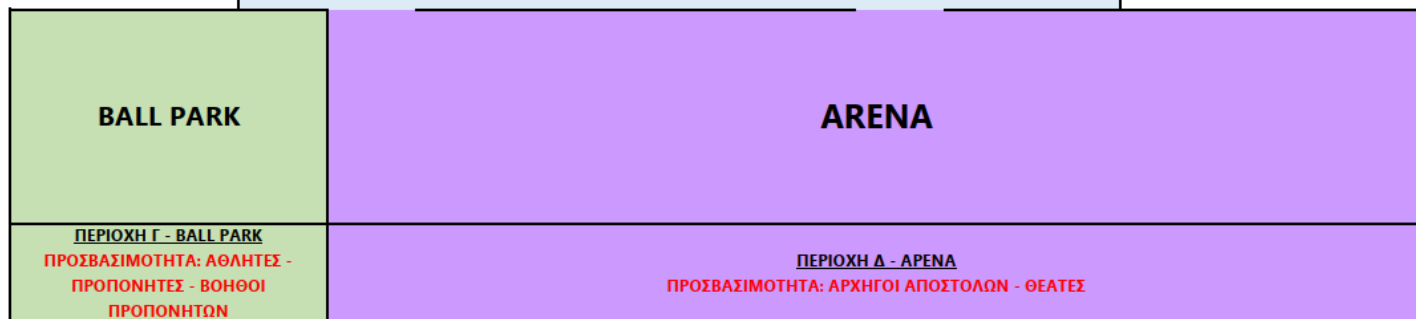 BALL PARK
ARENA
ΠΕΡΙΟΧΗ Γ - BALL PARK
ΠΡΟΣΒΑΣΙΜΟΤΗΤΑ: ΑΘΛΗΤΕΣ -
ΠΡΟΠΟΝΗΤΕΣ - ΒΟΗΘΟΙ
ΠΡΟΠΟΝΗΤΩΝ
ΠΕΡΙΟΧΗ Δ - ΑΡΕΝΑ
ΠΡΟΣΒΑΣΙΜΟΤΗΤΑ: ΑΡΧΗΓΟΙ ΑΠΟΣΤΟΛΩΝ - ΘΕΑΤΕΣ